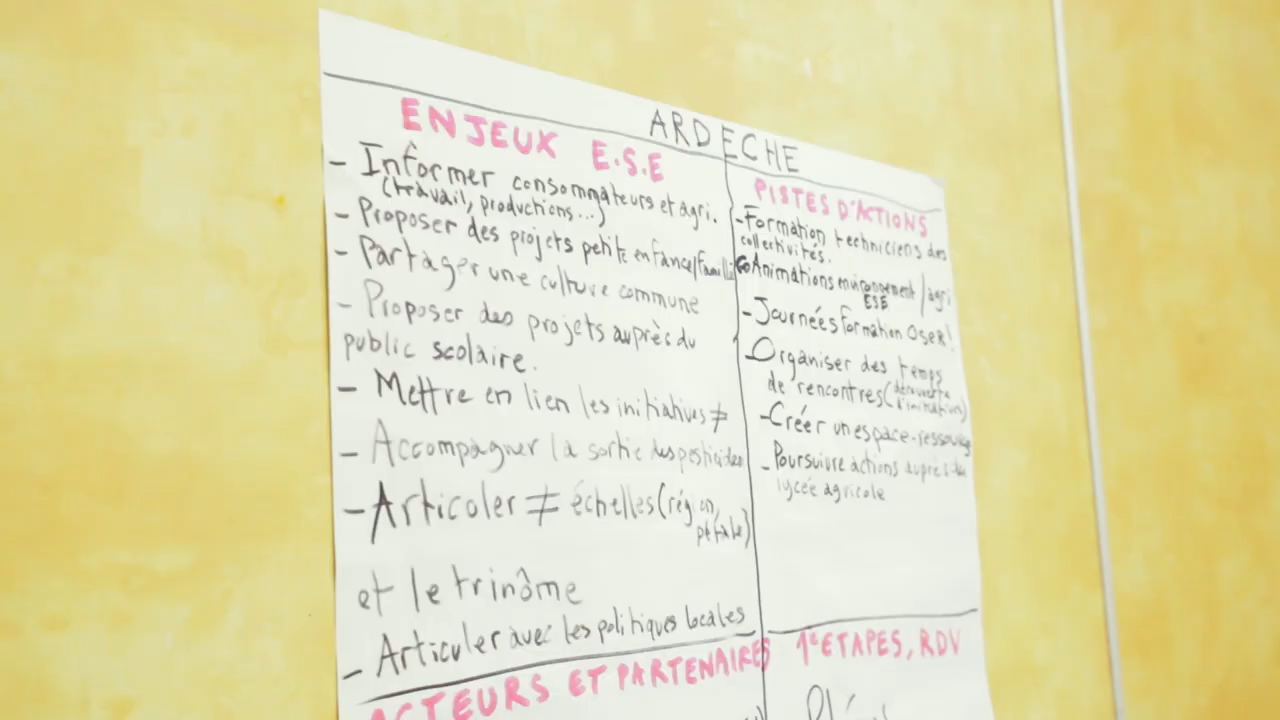 ARDECHE
ENJEUX E.S.E
- Informer consommateurs et agri.
(travail, productions...)
- Proposer des projets petite enfance/famille
- Partager une culture commune
- Proposer des projets auprès du
public scolaire.
- Mettre en lien les initiatives ≠
- Accompagner la sortie des pesticides
- Articoler ≠ échelles (région,
pétale)
et le trinôme
- Articuler avec les politiques locales
PISTES D'ACTIONS
- Formation techniciens des
collectivités.
Animations environnement / agri
ESE
- Journées formation Oser!
- Organiser des temps
de rencontres (découverte
d'initiatives)
- Créer un espace-ressource
- Poursuivre actions auprès du
lycée agricole
ACTEURS ET PARTENAIRES
1e ETAPES, RDV